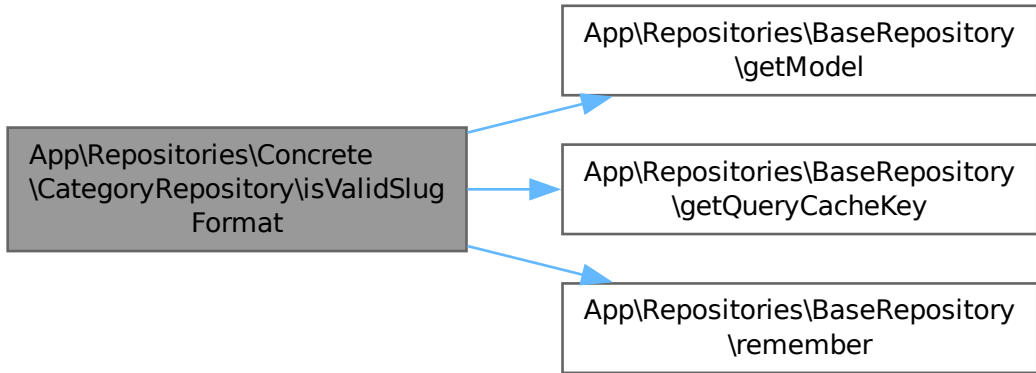 App\Repositories\Concrete
\CategoryRepository\isValidSlug
Format
App\Repositories\BaseRepository
\getModel
App\Repositories\BaseRepository
\getQueryCacheKey
App\Repositories\BaseRepository
\remember